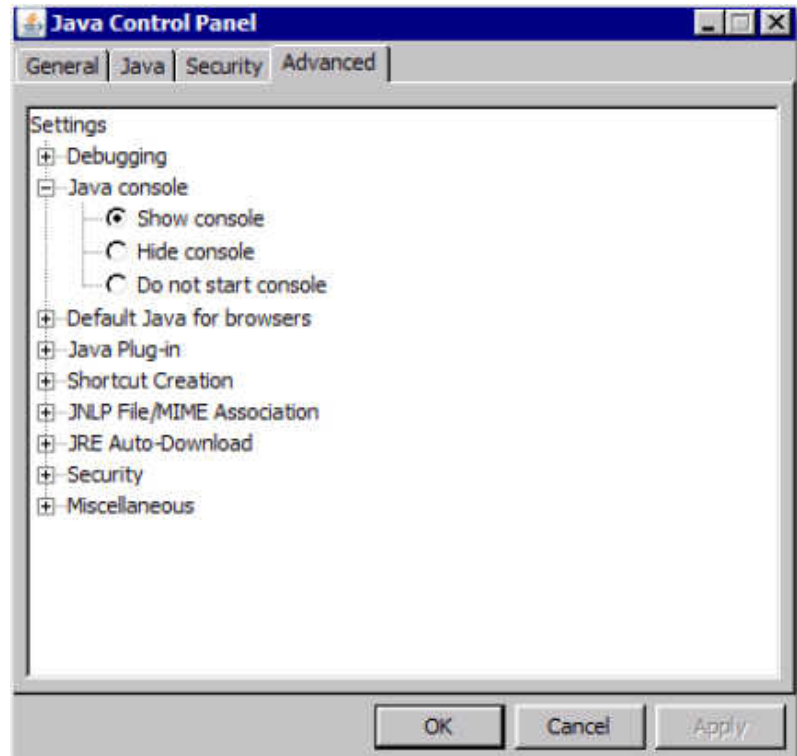 Java Control Panel
General Java Security Advanced
Settings
Debugging
Java console
Show console
Hide console
Do not start console
Default Java for browsers
Java Plug-in
Shortcut Creation
JNLP File/MIME Association
JRE Auto-Download
Security
Miscellaneous
OK Cancel Apply